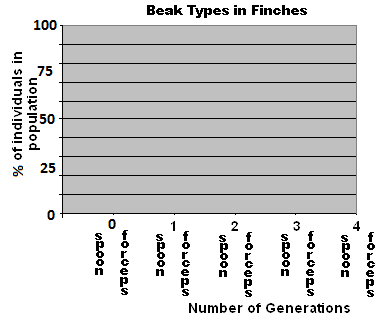 Beak Types in Finches
% of individuals in
population
100
75
50
25
0
0
1
2
3
4
spoon
forceps
spoon
forceps
spoon
forceps
spoon
forceps
spoon
forceps
Number of Generations